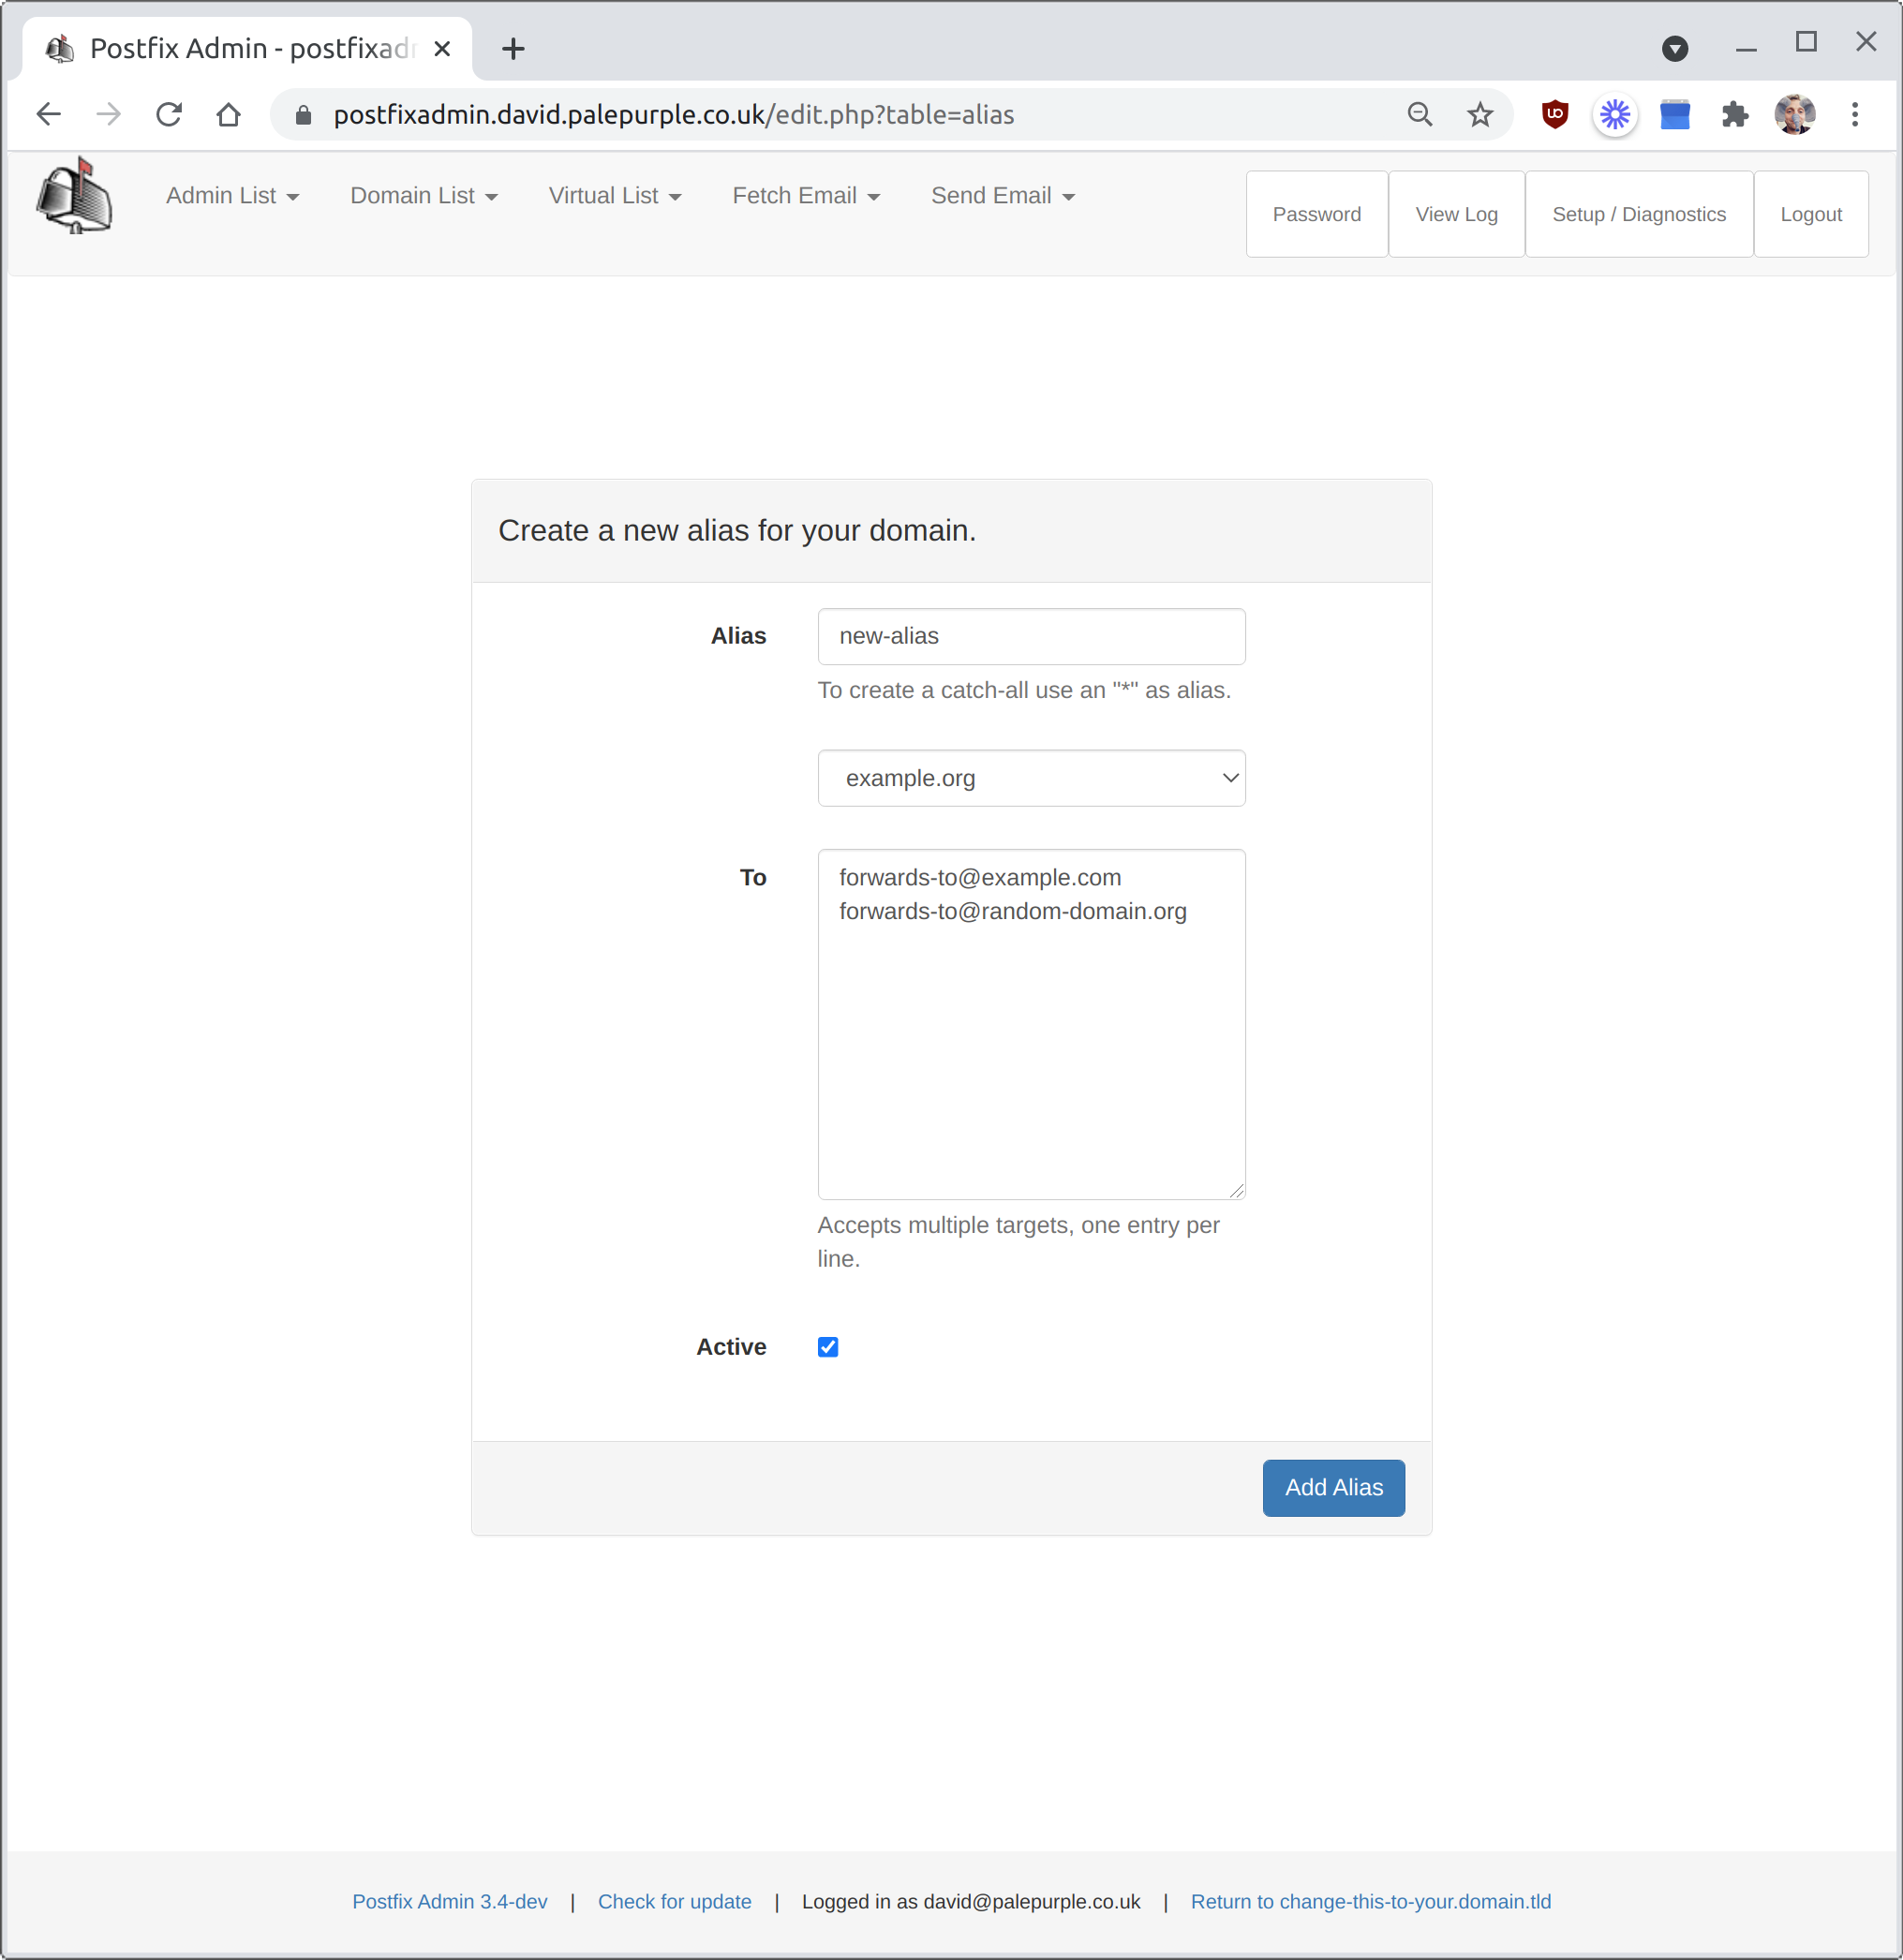 Postfix Admin - postfixadr
postfixadmin.david.palepurple.co.uk/edit.php?table=alias
Admin List
Domain List
Virtual List
Fetch Email
Send Email
Password
View Log
Setup / Diagnostics
Logout
Create a new alias for your domain.
Alias
new-alias
To create a catch-all use an "*" as alias.
example.org
To
forwards-to@example.com
forwards-to@random-domain.org
Accepts multiple targets, one entry per
line.
Active
Add Alias
Postfix Admin 3.4-dev | Check for update | Logged in as david@palepurple.co.uk | Return to change-this-to-your.domain.tld